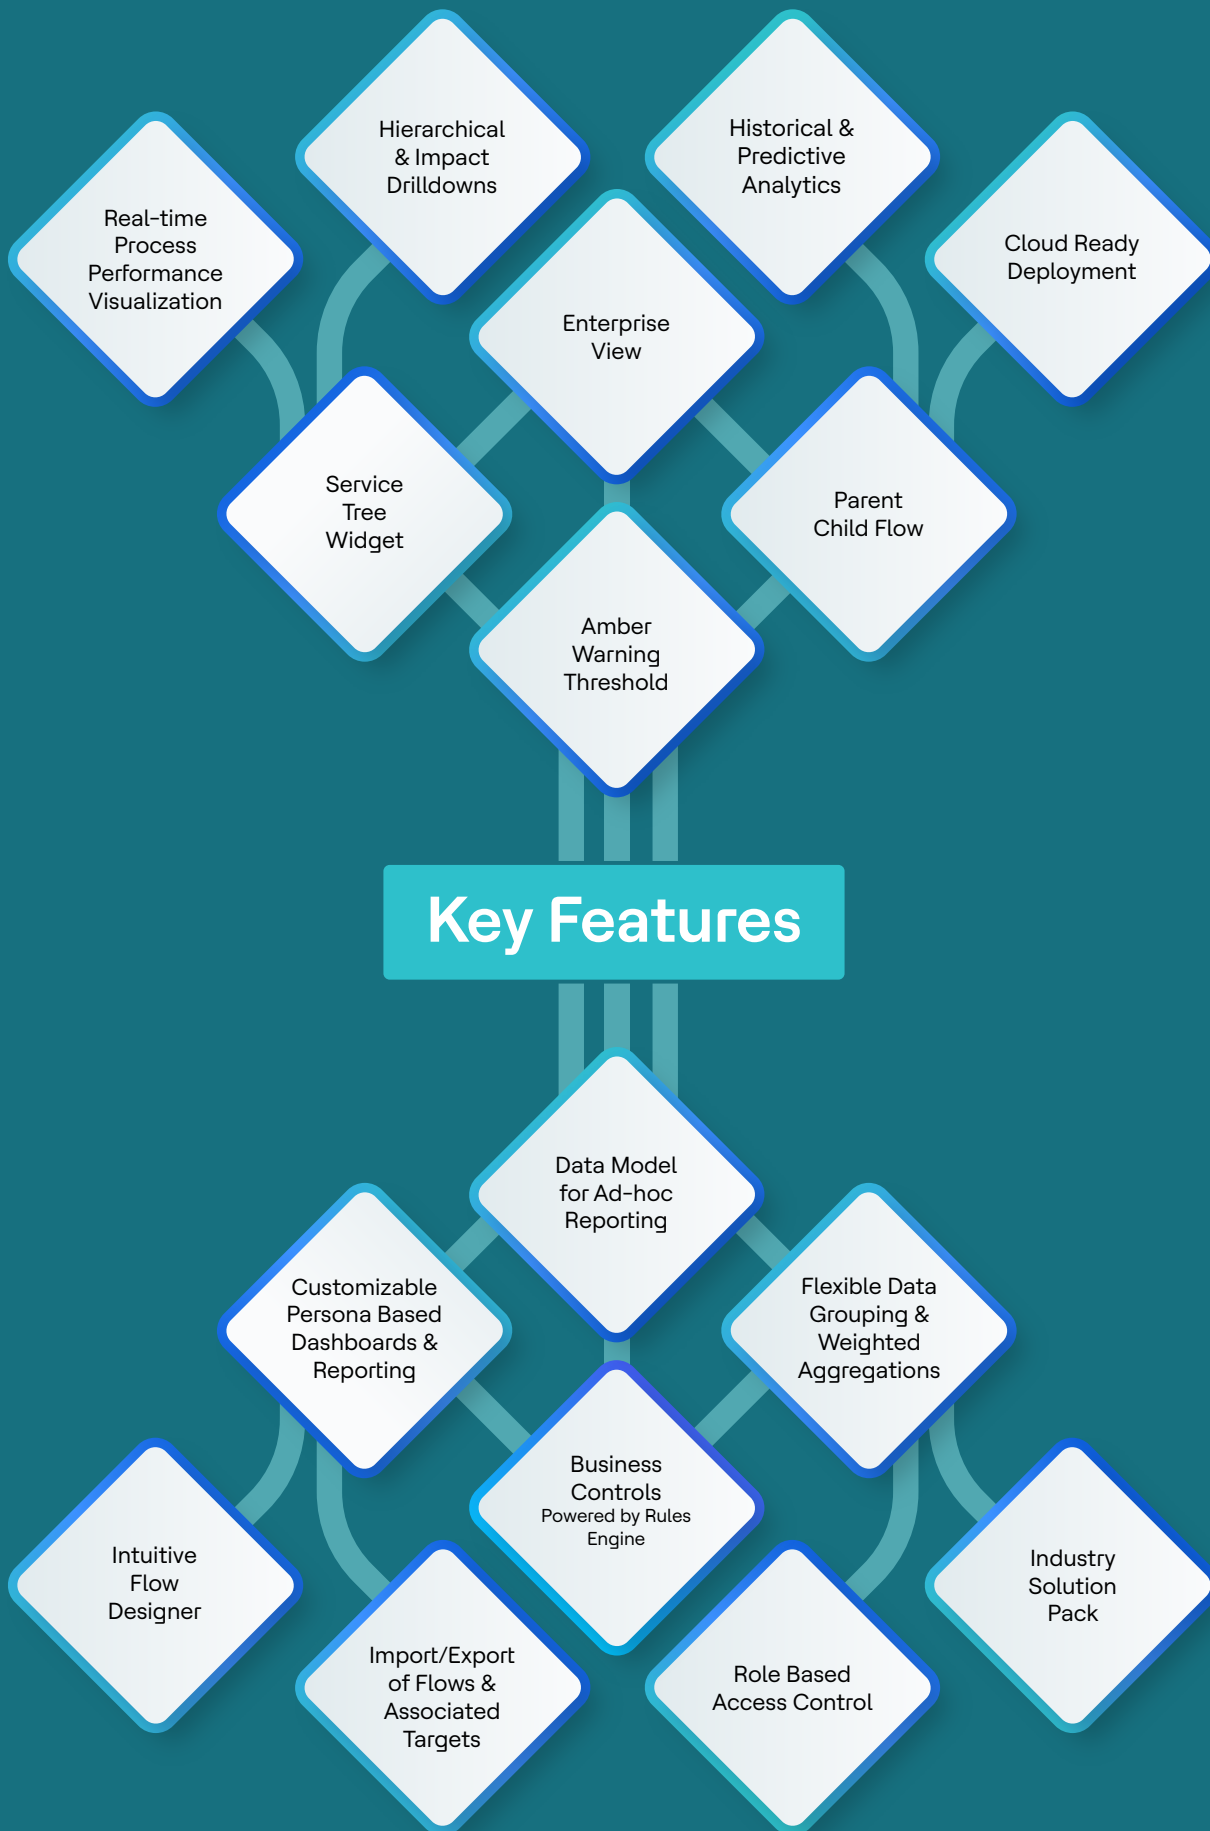 Hierarchical
& Impact
Drilldowns
Historical &
Predictive
Analytics
Real-time
Process
Performance
Visualization
Cloud Ready
Deployment
Enterprise
View
Service
Tree
Widget
Parent
Child Flow
Amber
Warning
Threshold
Key Features
Data Model
for Ad-hoc
Reporting
Customizable
Persona Based
Dashboards &
Reporting
Flexible Data
Grouping &
Weighted
Aggregations
Business
Controls
Powered by Rules
Engine
Intuitive
Flow
Designer
Industry
Solution
Pack
Import/Export
of Flows &
Associated
Targets
Role Based
Access Control